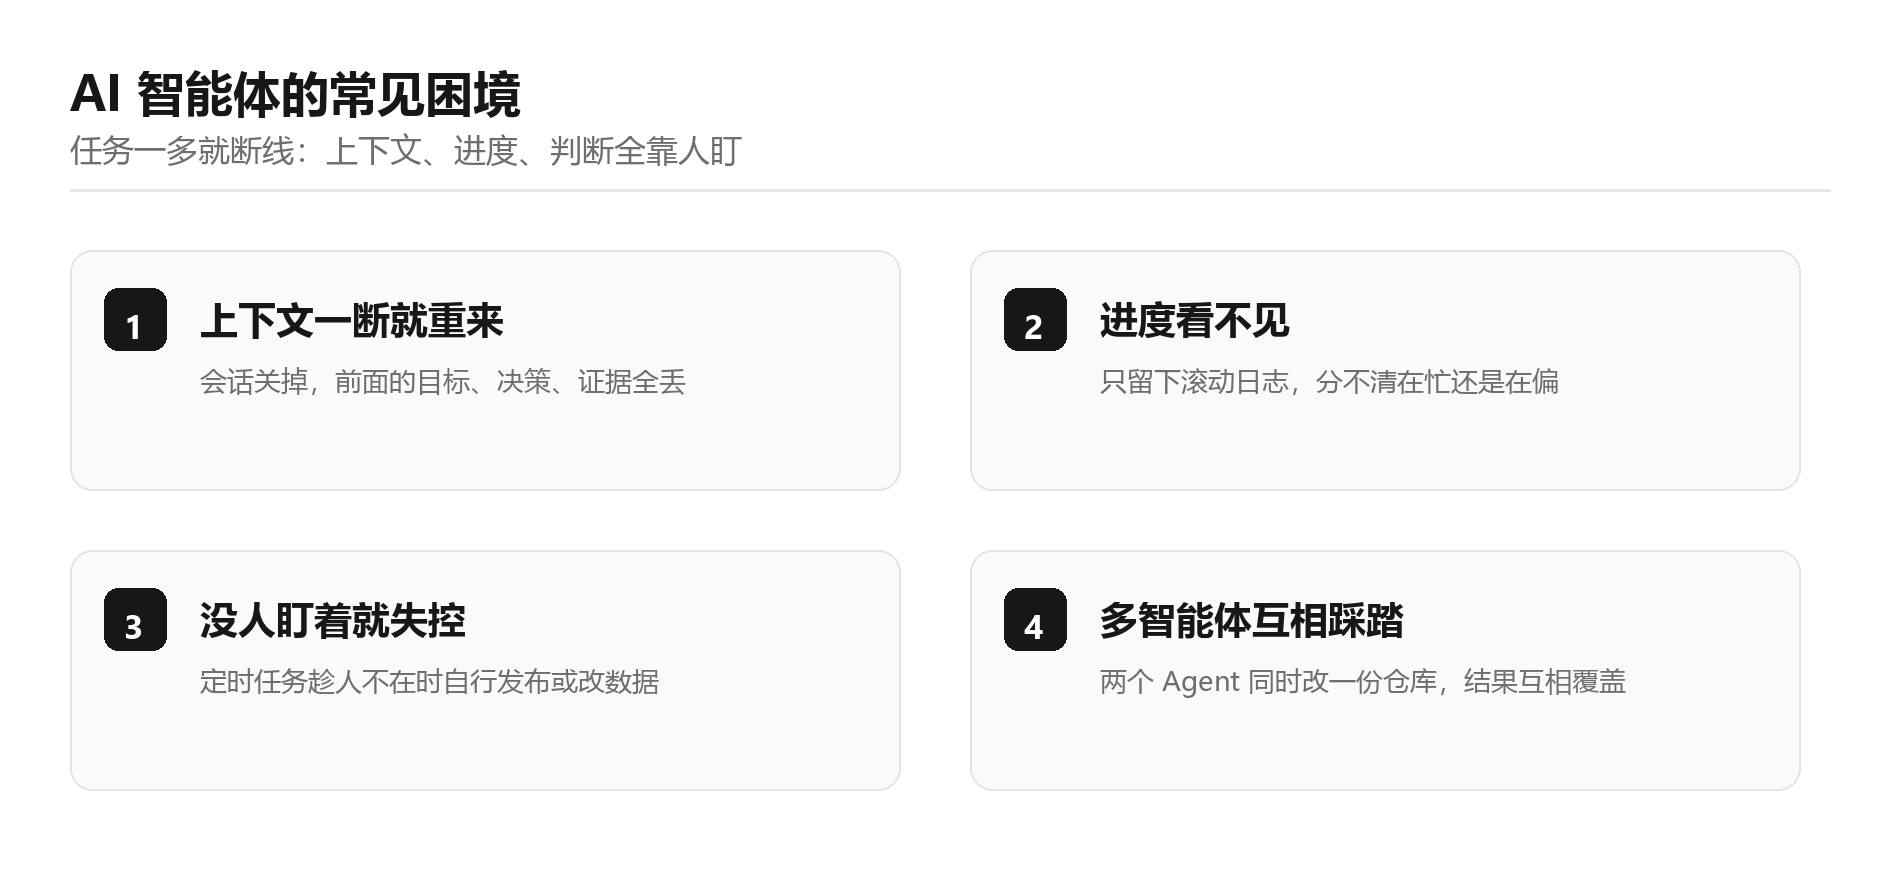 AI 智能体的常见困境
任务一多就断线：上下文、进度、判断全靠人盯
1
上下文一断就重来
会话关掉，前面的目标、决策、证据全丢
2
进度看不见
只留下滚动日志，分不清在忙还是在偏
3
没人盯着就失控
定时任务趁人不在时自行发布或改数据
4
多智能体互相踩踏
两个 Agent 同时改一份仓库，结果互相覆盖